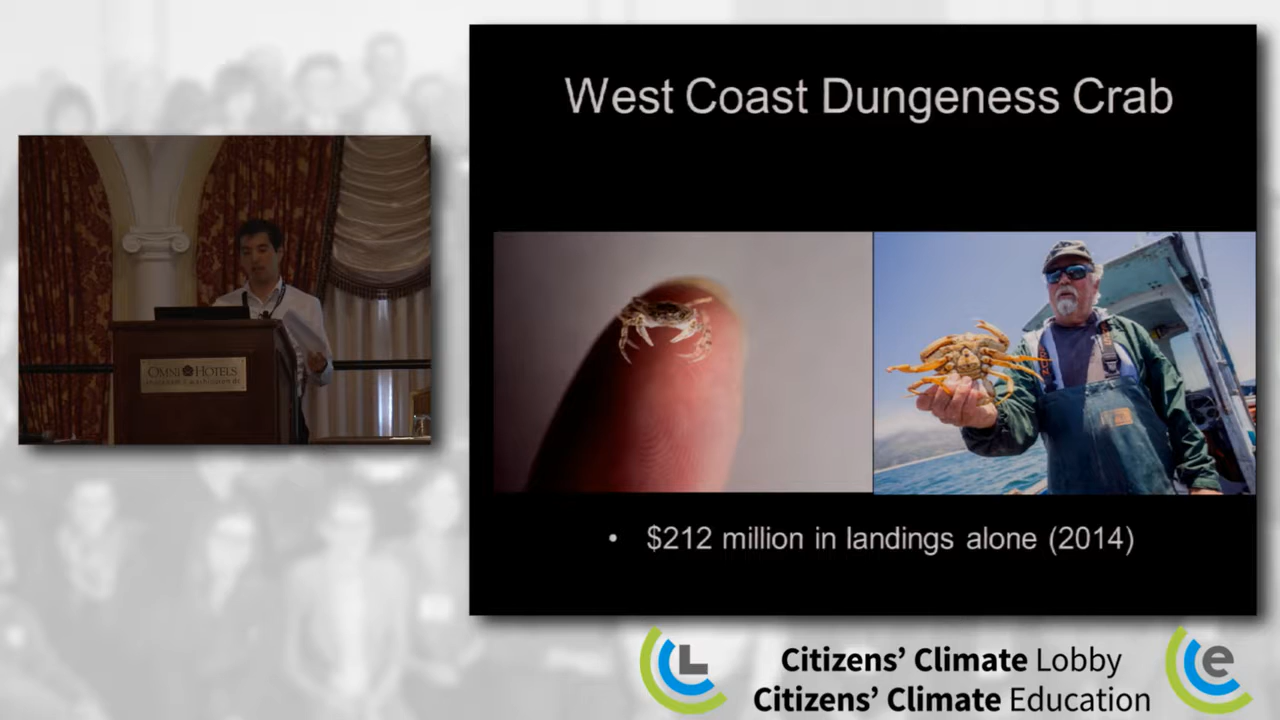 West Coast Dungeness Crab
OMNI HOTELS
• $212 million in landings alone (2014)
L
Citizens’ Climate Lobby
Citizens’ Climate Education
e